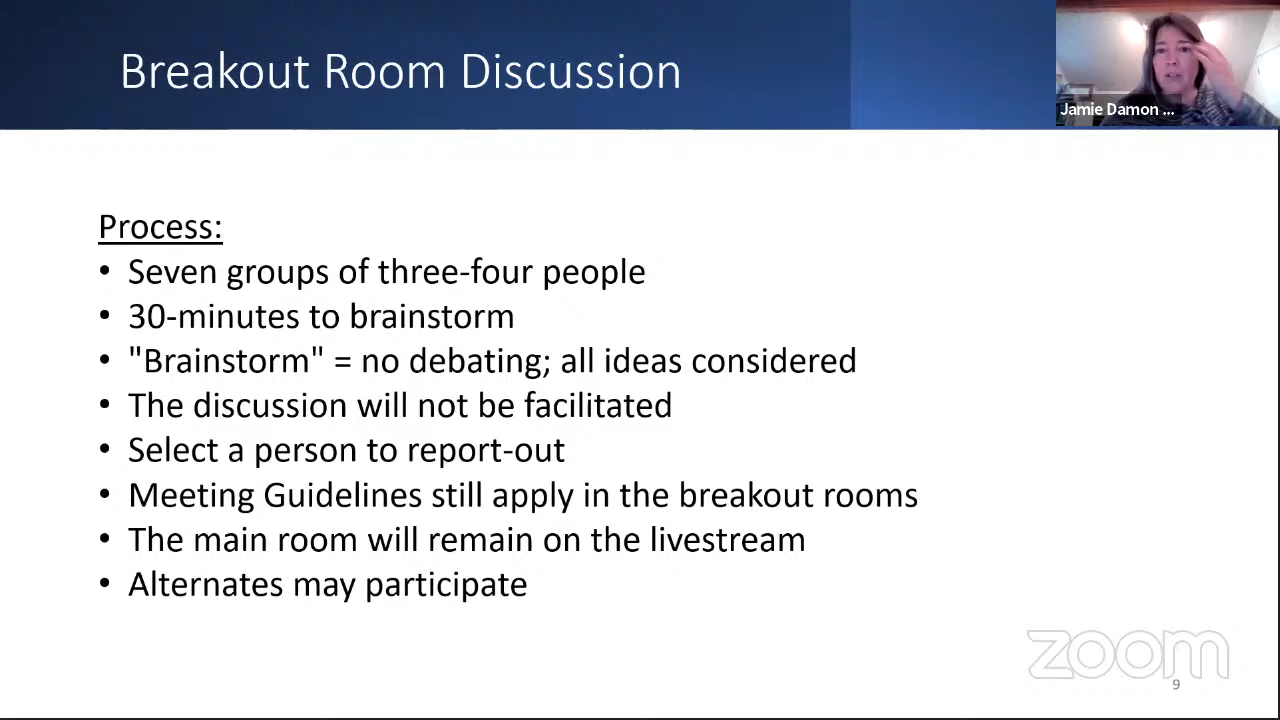 Breakout Room Discussion
Jamie Damon ...
Process:
• Seven groups of three-four people
• 30-minutes to brainstorm
• "Brainstorm" = no debating; all ideas considered
• The discussion will not be facilitated
• Select a person to report-out
• Meeting Guidelines still apply in the breakout rooms
• The main room will remain on the livestream
• Alternates may participate
zoom
9